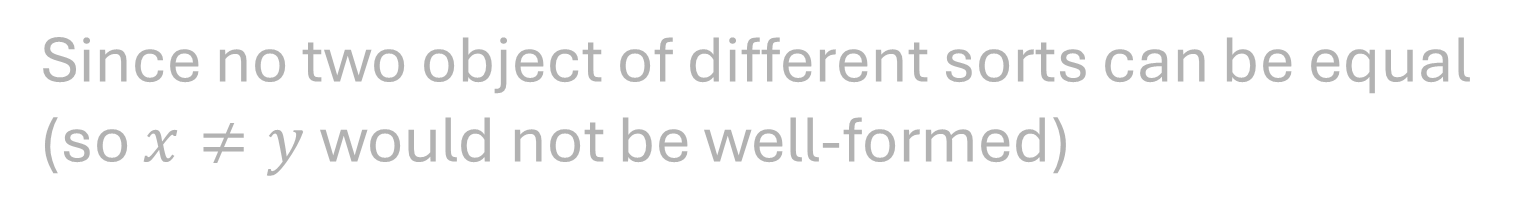 Since no two object of different sorts can be equal
(so x ≠ y would not be well-formed)